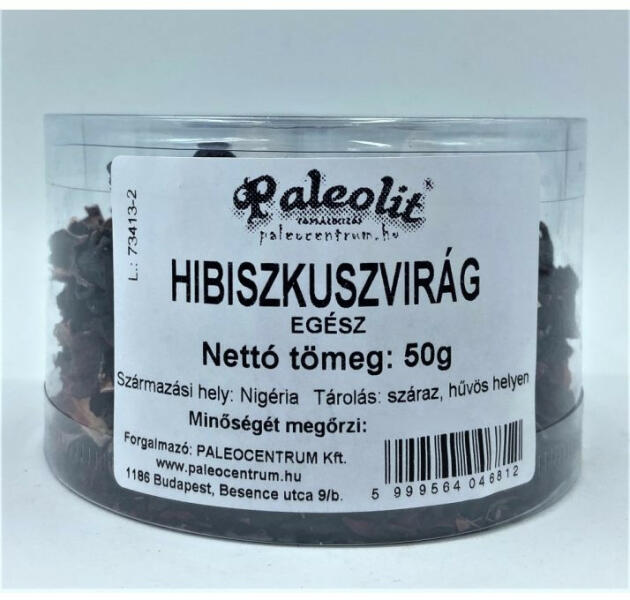 Paleolit®
TÁPLÁLKOZÁS
paleocentrum.hu
L.: 73413-2
HIBISZKUSZVIRÁG
EGÉSZ
Nettó tömeg: 50g
Származási hely: Nigéria Tárolás: száraz, hűvös helyen
Minőségét megőrzi:
Forgalmazó: PALEOCENTRUM Kft.
www.paleocentrum.hu
1186 Budapest, Besence utca 9/b.
5 999564 046812